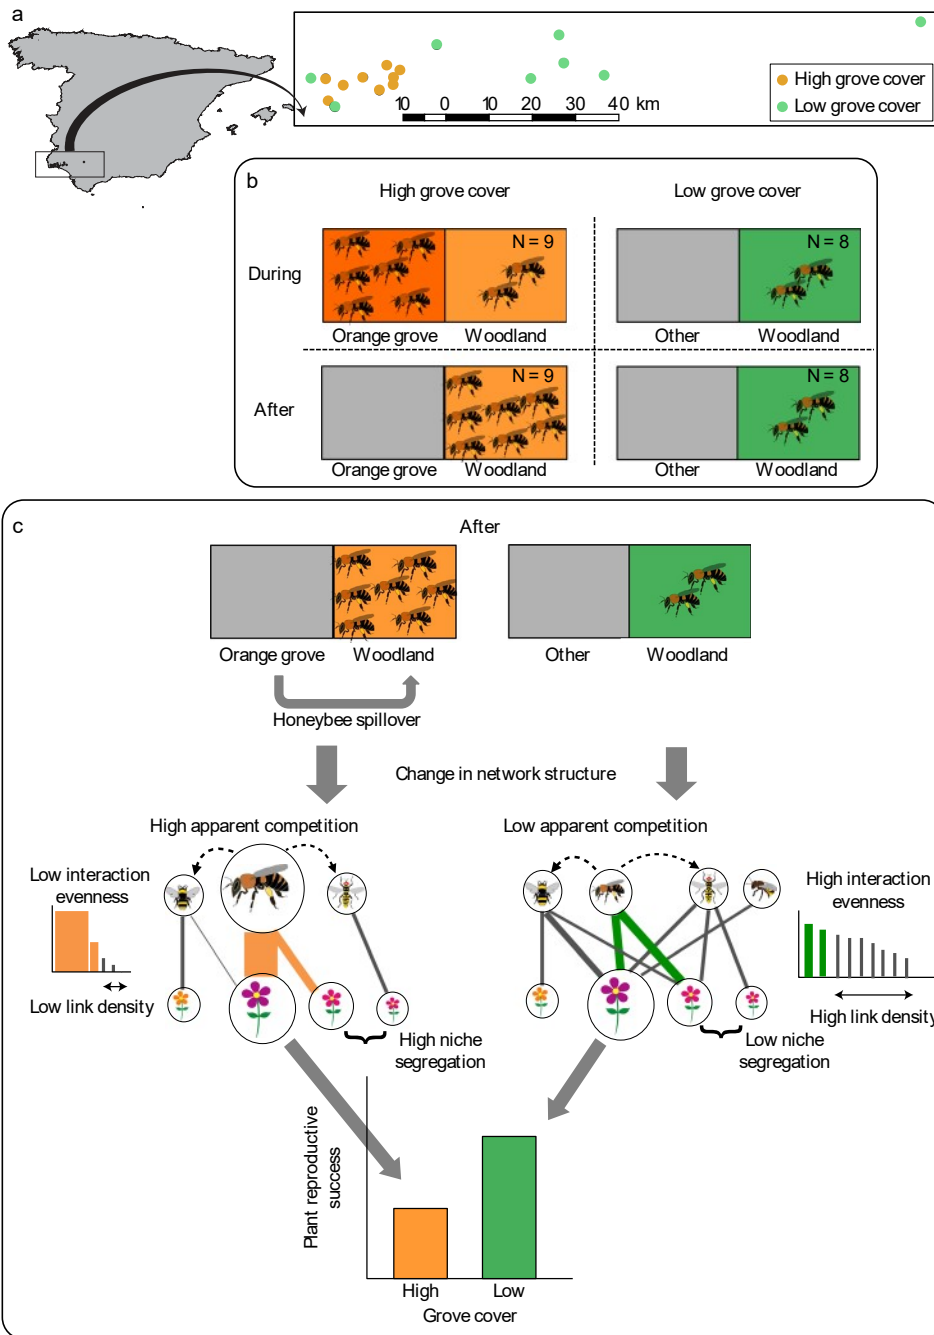 a
High grove cover
Low grove cover
10 0 10 20 30 40 km
b
High grove cover
Low grove cover
During
N = 9
N = 8
Orange grove
Woodland
Other
Woodland
After
N = 9
N = 8
Orange grove
Woodland
Other
Woodland
c
After
Orange grove
Woodland
Other
Woodland
Honeybee spillover
Change in network structure
High apparent competition
Low apparent competition
Low interaction
evenness
High interaction
evenness
Low link density
High link density
High niche
segregation
Low niche
segregation
Plant reproductive
success
High
Low
Grove cover